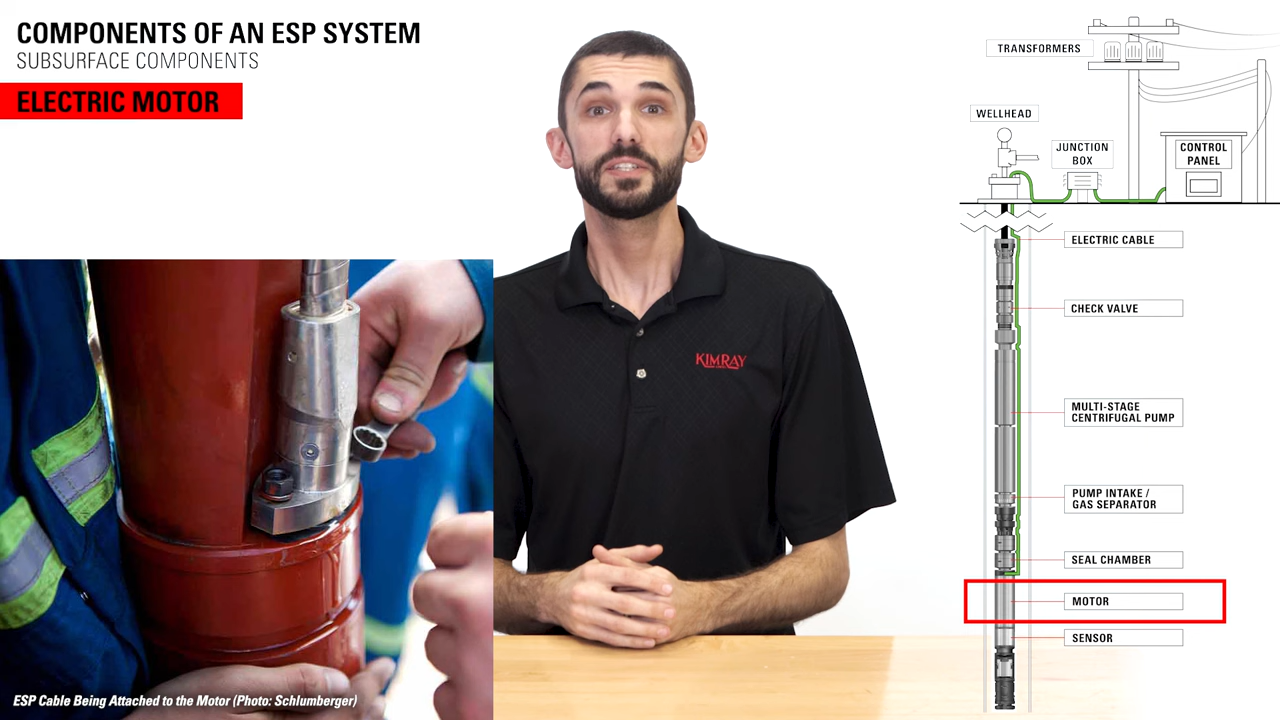 COMPONENTS OF AN ESP SYSTEM
SUBSURFACE COMPONENTS
ELECTRIC MOTOR
ESP Cable Being Attached to the Motor (Photo: Schlumberger)
KIMRAY
TRANSFORMERS
WELLHEAD
JUNCTION
BOX
CONTROL
PANEL
ELECTRIC CABLE
CHECK VALVE
MULTI-STAGE
CENTRIFUGAL PUMP
PUMP INTAKE /
GAS SEPARATOR
SEAL CHAMBER
MOTOR
SENSOR